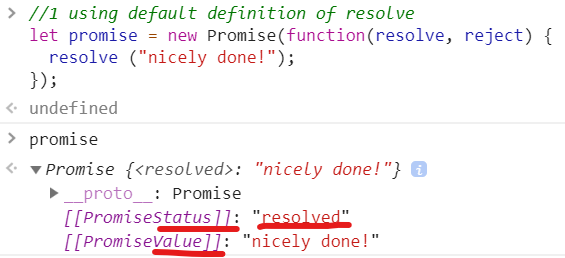 > //1 using default definition of resolve
let promise = new Promise(function(resolve, reject) {
resolve ("nicely done!");
});
<· undefined
> promise
<· ▼Promise {<resolved>: "nicely done!"} i
▶__proto__: Promise
[[PromiseStatus]]: "resolved"
[[PromiseValue]]: "nicely done!"